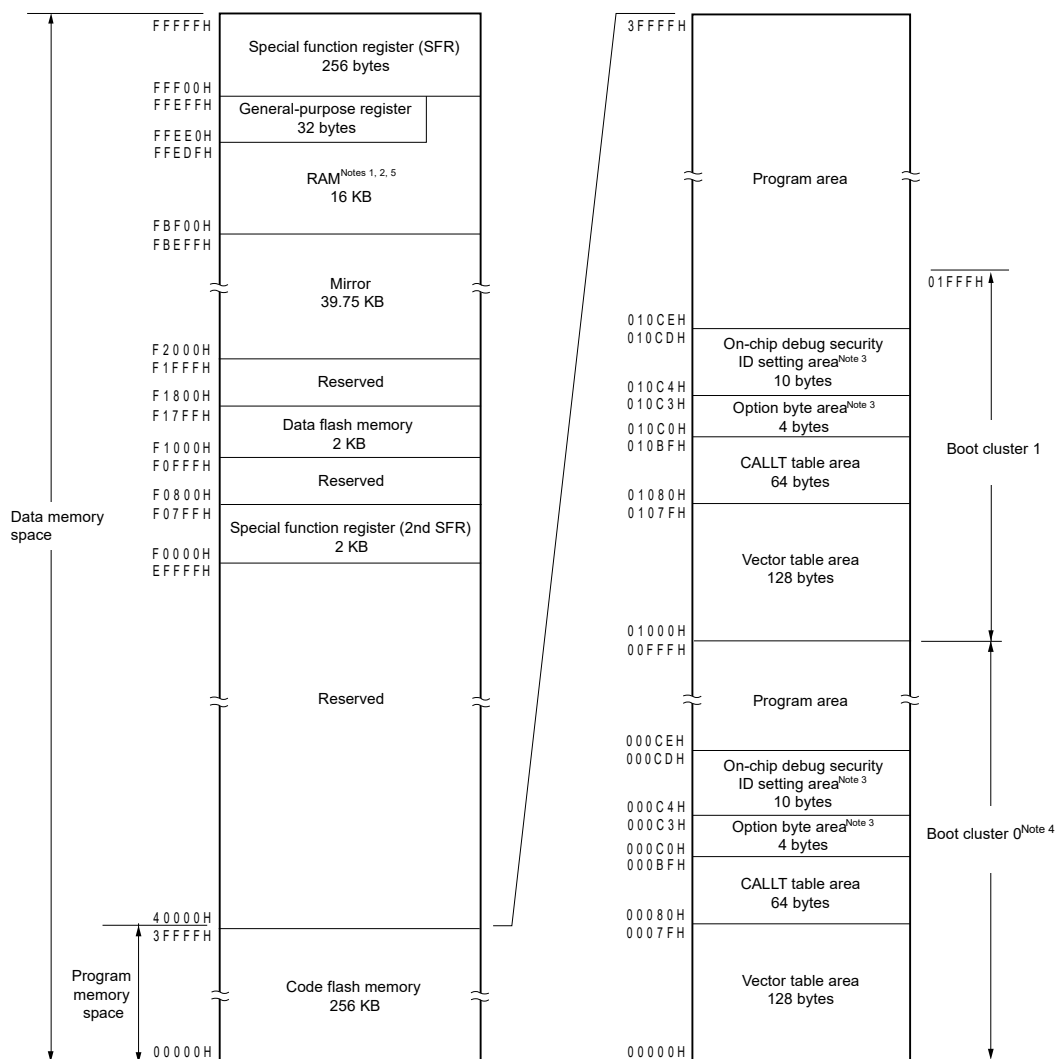 FFFFFH
Special function register (SFR)
256 bytes
FFF00H
FFEFFH
General-purpose register
32 bytes
FFEE0H
FFEDFH
RAMNotes 1, 2, 5
16 KB
FBF00H
FBEFFH
Mirror
39.75 KB
F2000H
F1FFFH
Reserved
F1800H
F17FFH
Data flash memory
2 KB
F1000H
F0FFFH
Reserved
F0800H
F07FFH
Special function register (2nd SFR)
2 KB
F0000H
EFFFFH
Reserved
40000H
3FFFFH
Code flash memory
256 KB
00000H
Data memory
space
Program
memory
space
3FFFFH
Program area
01FFFH
010CEH
010CDH
On-chip debug security
ID setting areaNote 3
10 bytes
010C4H
010C3H
Option byte areaNote 3
4 bytes
010C0H
010BFH
CALLT table area
64 bytes
01080H
0107FH
Vector table area
128 bytes
01000H
00FFFH
Boot cluster 1
Program area
000CEH
000CDH
On-chip debug security
ID setting areaNote 3
10 bytes
000C4H
000C3H
Option byte areaNote 3
4 bytes
000C0H
000BFH
CALLT table area
64 bytes
00080H
0007FH
Vector table area
128 bytes
00000H
Boot cluster 0Note 4